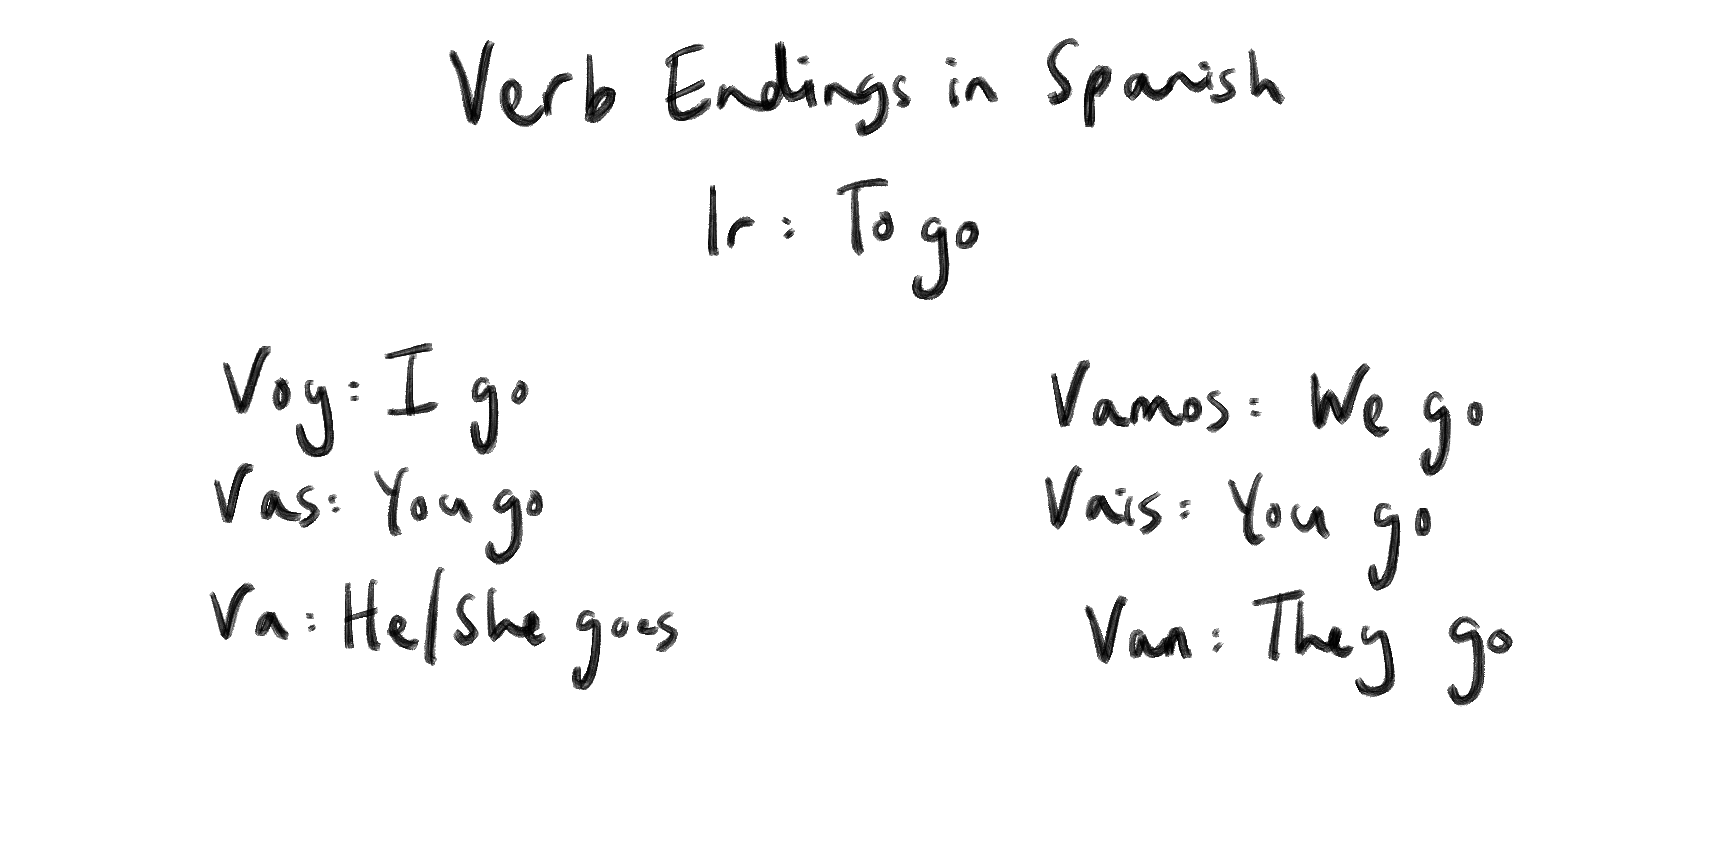 Verb Endings in Spanish
Ir: To go
Voy: I go
Vas: You go
Va: He/She goes
Vamos: We go
Vais: You go
Van: They go